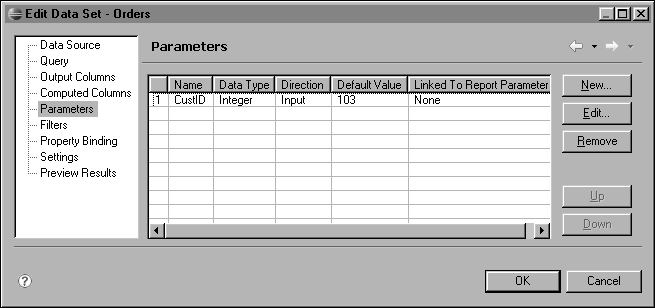 Edit Data Set - Orders
Data Source
Query
Output Columns
Computed Columns
Parameters
Filters
Property Binding
Settings
Preview Results
Parameters
Name Data Type Direction Default Value Linked To Report Parameter
1 CustID Integer Input 103 None
New...
Edit...
Remove
Up
Down
?
OK Cancel